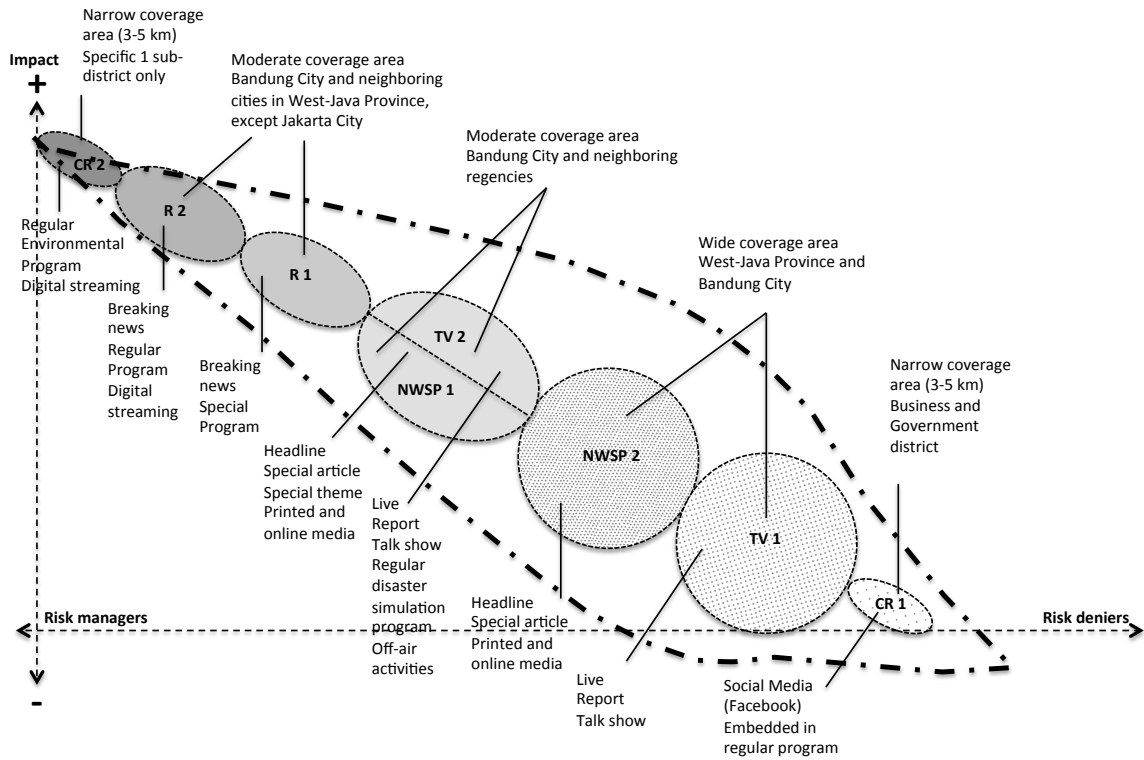 Narrow coverage
area (3-5 km)
Specific 1 sub-
district only
Impact
+
Moderate coverage area
Bandung City and neighboring
cities in West-Java Province,
except Jakarta City
Moderate coverage area
Bandung City and neighboring
regencies
CR 2
R 2
Regular
Environmental
Program
Digital streaming
Wide coverage area
West-Java Province and
Bandung City
R 1
Breaking
news
Regular
Program
Digital
streaming
TV 2
NWSP 1
Breaking
news
Special
Program
Narrow coverage
area (3-5 km)
Business and
Government
district
Headline
Special article
Special theme
Printed and
online media
NWSP 2
Live
Report
Talk show
Regular
disaster
simulation
program
Off-air
activities
TV 1
Headline
Special article
Printed and
online media
CR 1
Risk managers
Risk deniers
Live
Report
Talk show
Social Media
(Facebook)
Embedded in
regular program
-